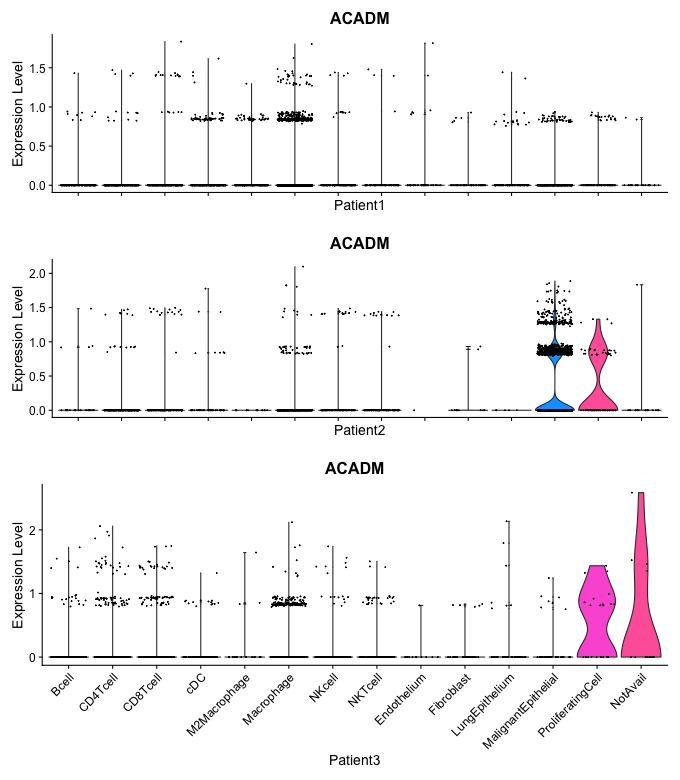 ACADM
Expression Level
1.5
1.0
0.5
0.0
Patient1
ACADM
Expression Level
2.0
1.5
1.0
0.5
0.0
Patient2
ACADM
Expression Level
2
1
0
Bcell
CD4Tcell
CD8Tcell
cDC
M2Macrophage
Macrophage
NKcell
NKTcell
Endothelium
Fibroblast
LungEpithelium
MalignantEpithelial
ProliferatingCell
NotAvail
Patient3